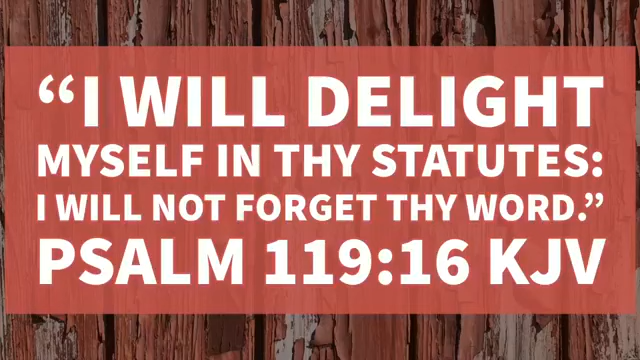 “I WILL DELIGHT
MYSELF IN THY STATUTES:
I WILL NOT FORGET THY WORD.”
PSALM 119:16 KJV